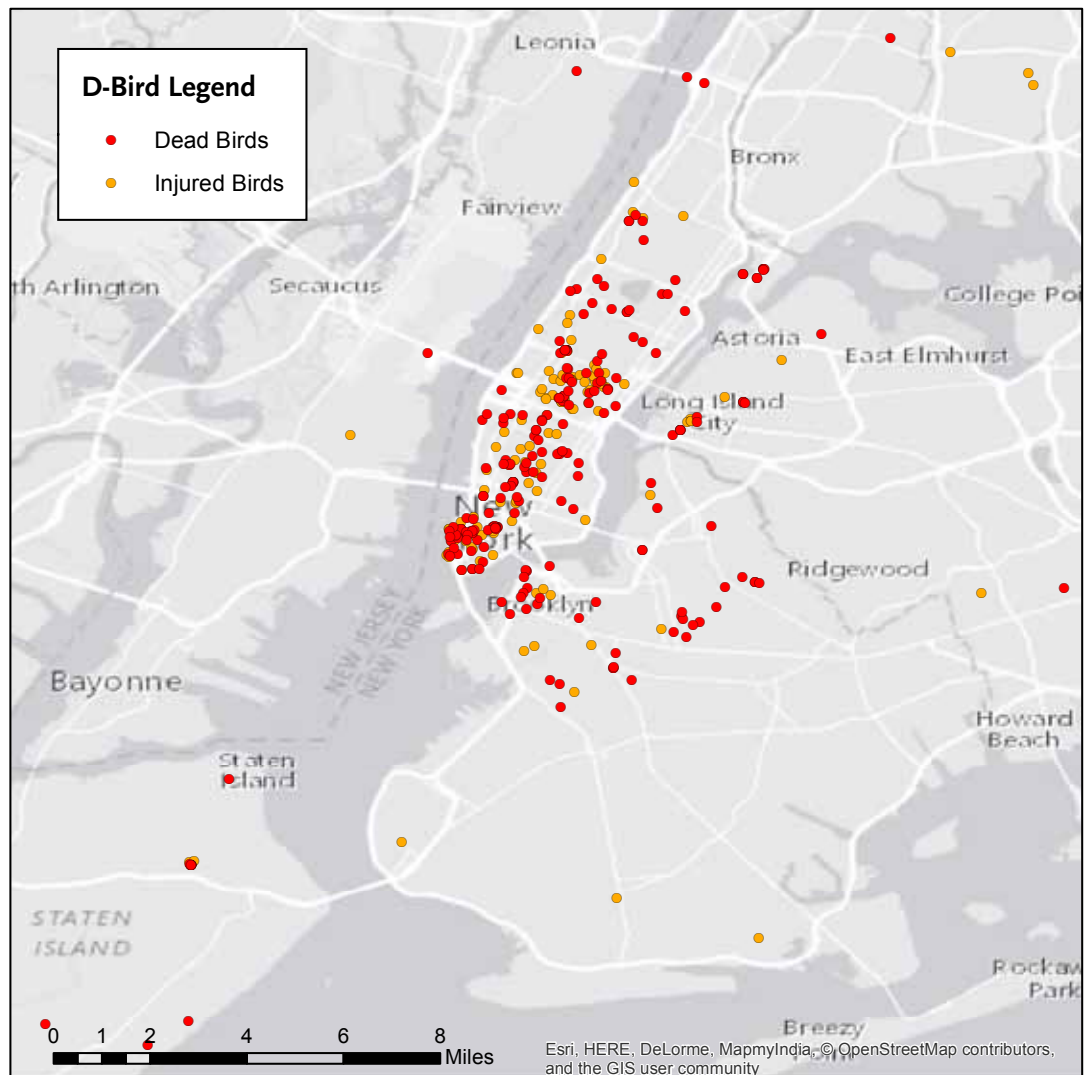 Leonia
D-Bird Legend
Dead Birds
Injured Birds
Bronx
Fairview
th Arlington
Secaucus
College Poi
Astoria
East Elmhurst
Long Island
City
New
York
Ridgewood
Brooklyn
NEW JERSEY
NEW YORK
Bayonne
Howard
Beach
Staten
Island
STATEN
ISLAND
Rockaw
Park
Breezy
Point
0 1 2 4 6 8
Miles
Esri, HERE, DeLorme, MapmyIndia, © OpenStreetMap contributors,
and the GIS user community